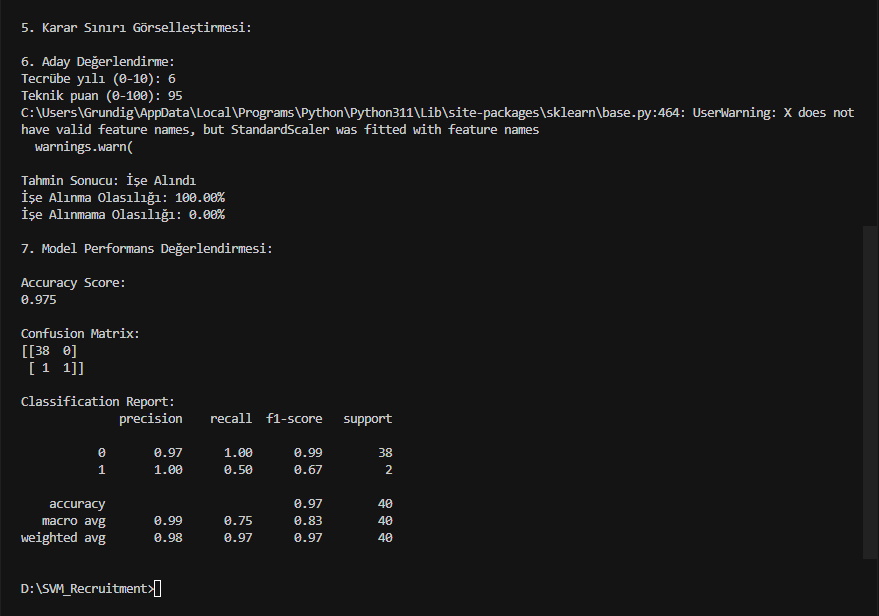 5. Karar Sınırı Görselleştirmesi:
6. Aday Değerlendirme:
Tecrübe yılı (0-10): 6
Teknik puan (0-100): 95
C:\Users\Grundig\AppData\Local\Programs\Python\Python311\Lib\site-packages\sklearn\base.py:464: UserWarning: X does not
have valid feature names, but StandardScaler was fitted with feature names
  warnings.warn(
Tahmin Sonucu: İşe Alındı
İşe Alınma Olasılığı: 100.00%
İşe Alınmama Olasılığı: 0.00%
7. Model Performans Değerlendirmesi:
Accuracy Score:
0.975
Confusion Matrix:
[[38  0]
 [ 1  1]]
Classification Report:
              precision    recall  f1-score   support
           0       0.97      1.00      0.99        38
           1       1.00      0.50      0.67         2
    accuracy                           0.97        40
   macro avg       0.99      0.75      0.83        40
weighted avg       0.98      0.97      0.97        40
D:\SVM_Recruitment>